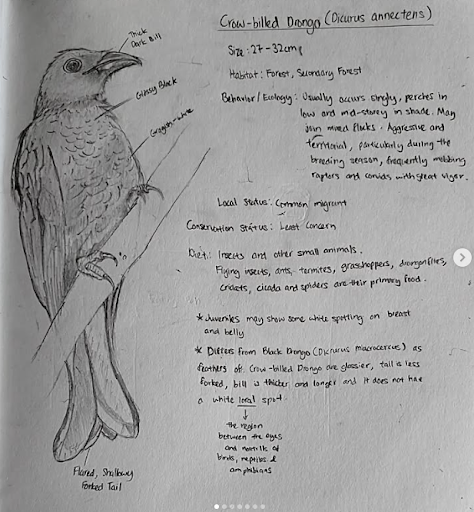 Crow-billed Drongo (Dicurus annectens)
Size: 27-32cm
Habitat: Forest, Secondary Forest
Behavior/Ecology: Usually occurs singly, perches in
low and mid-storey in shade. May
join mixed flocks. Aggressive and
territorial, particularly during the
breeding season, frequently mobbing
raptors and corvids with great vigor.
Local Status: Common migrant
Conservation Status: Least Concern
Diet: Insects and other small animals.
Flying insects, ants, termites, grasshoppers, dragonflies,
crickets, cicada and spiders are their primary food.
* Juveniles may show some white spotting on breast
and belly
* Differs from Black Drongo (Dicrurus macrocercus) as
feathers of Crow-billed Drongo are glossier, tail is less
forked, bill is thicker and longer and it does not have
a white loral spot.
the region
between the eyes
and nostrils of
birds, reptiles &
amphibians
Thick
Dark Bill
Glossy Black
Grayish-white
Flared, Shallowy
Forked Tail